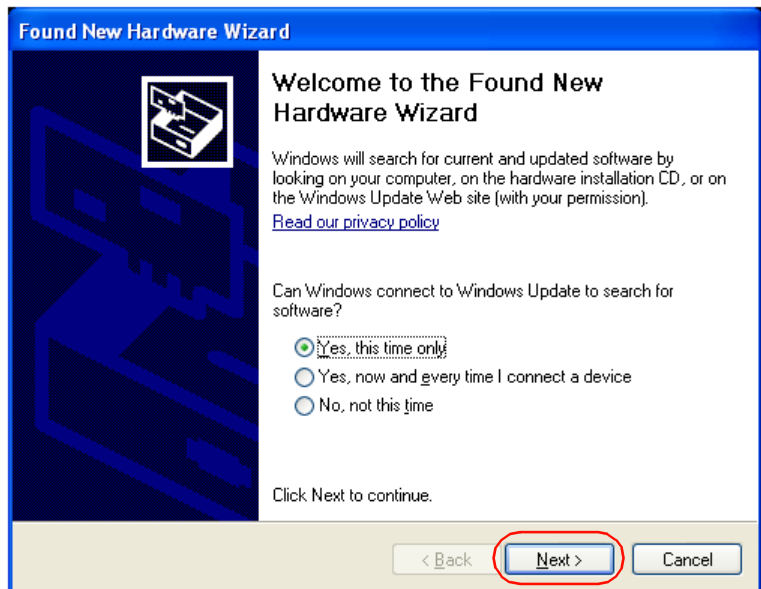 Found New Hardware Wizard
Welcome to the Found New
Hardware Wizard
Windows will search for current and updated software by
looking on your computer, on the hardware installation CD, or on
the Windows Update Web site (with your permission).
Read our privacy policy
Can Windows connect to Windows Update to search for
software?
Yes, this time only
Yes, now and every time I connect a device
No, not this time
Click Next to continue.
< Back
Next >
Cancel